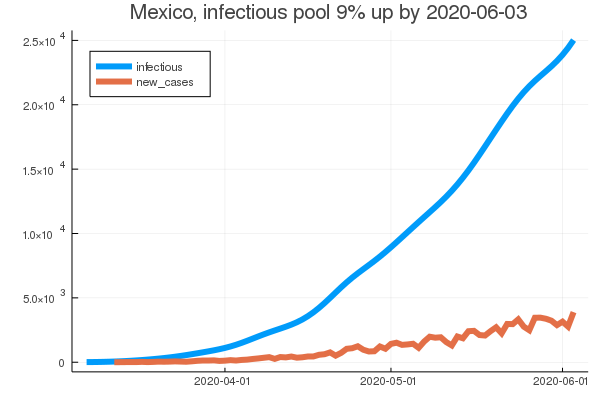 Mexico, infectious pool 9% up by 2020-06-03
2.5×10⁴
infectious
new_cases
2.0×10⁴
1.5×10⁴
1.0×10⁴
5.0×10³
0
2020-04-01 2020-05-01 2020-06-01